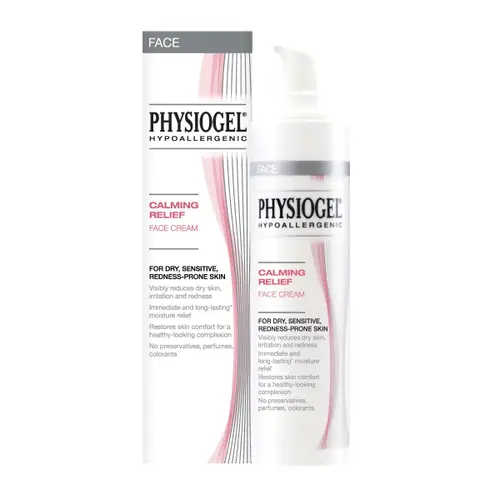 FACE
PHYSIOGEL®
HYPOALLERGENIC
CALMING
RELIEF
FACE CREAM
FOR DRY, SENSITIVE,
REDNESS-PRONE SKIN
Visibly reduces dry skin,
irritation and redness
Immediate and long-lasting*
moisture relief
Restores skin comfort for a
healthy-looking complexion
No preservatives, perfumes,
colorants
FACE
PHYSIOGEL®
HYPOALLERGENIC
CALMING
RELIEF
FACE CREAM
FOR DRY, SENSITIVE,
REDNESS-PRONE SKIN
Visibly reduces dry skin,
irritation and redness
Immediate and
long-lasting* moisture
relief
Restores skin comfort
for a healthy-looking
complexion
No preservatives,
perfumes, colorants